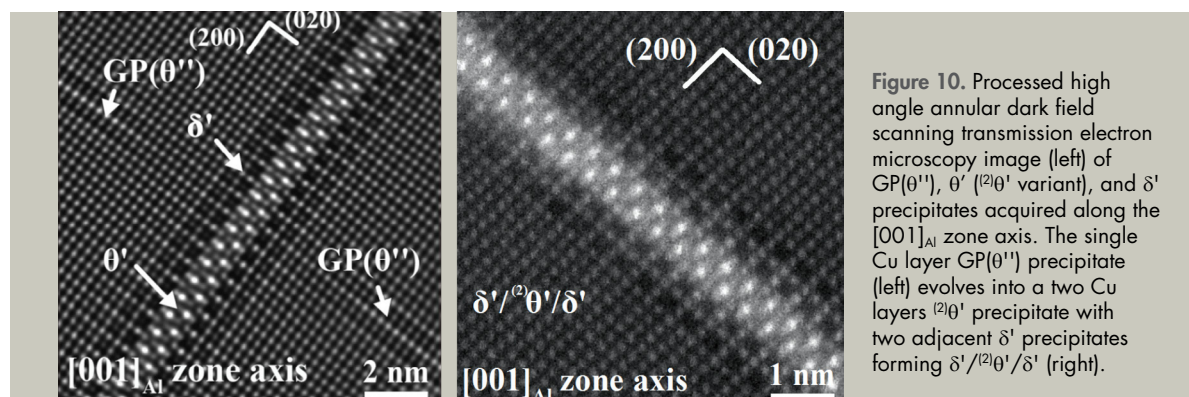 (200)
(020)
GP(θ'')
δ'
θ'
GP(θ'')
[001]Al zone axis
2 nm
(200)
(020)
δ'/(2)θ'/δ'
[001]Al zone axis
1 nm
Figure 10. Processed high
angle annular dark field
scanning transmission electron
microscopy image (left) of
GP(θ''), θ′ ((2)θ' variant), and δ'
precipitates acquired along the
[001]Al zone axis. The single
Cu layer GP(θ'') precipitate
(left) evolves into a two Cu
layers (2)θ' precipitate with
two adjacent δ' precipitates
forming δ'/(2)θ'/δ' (right).